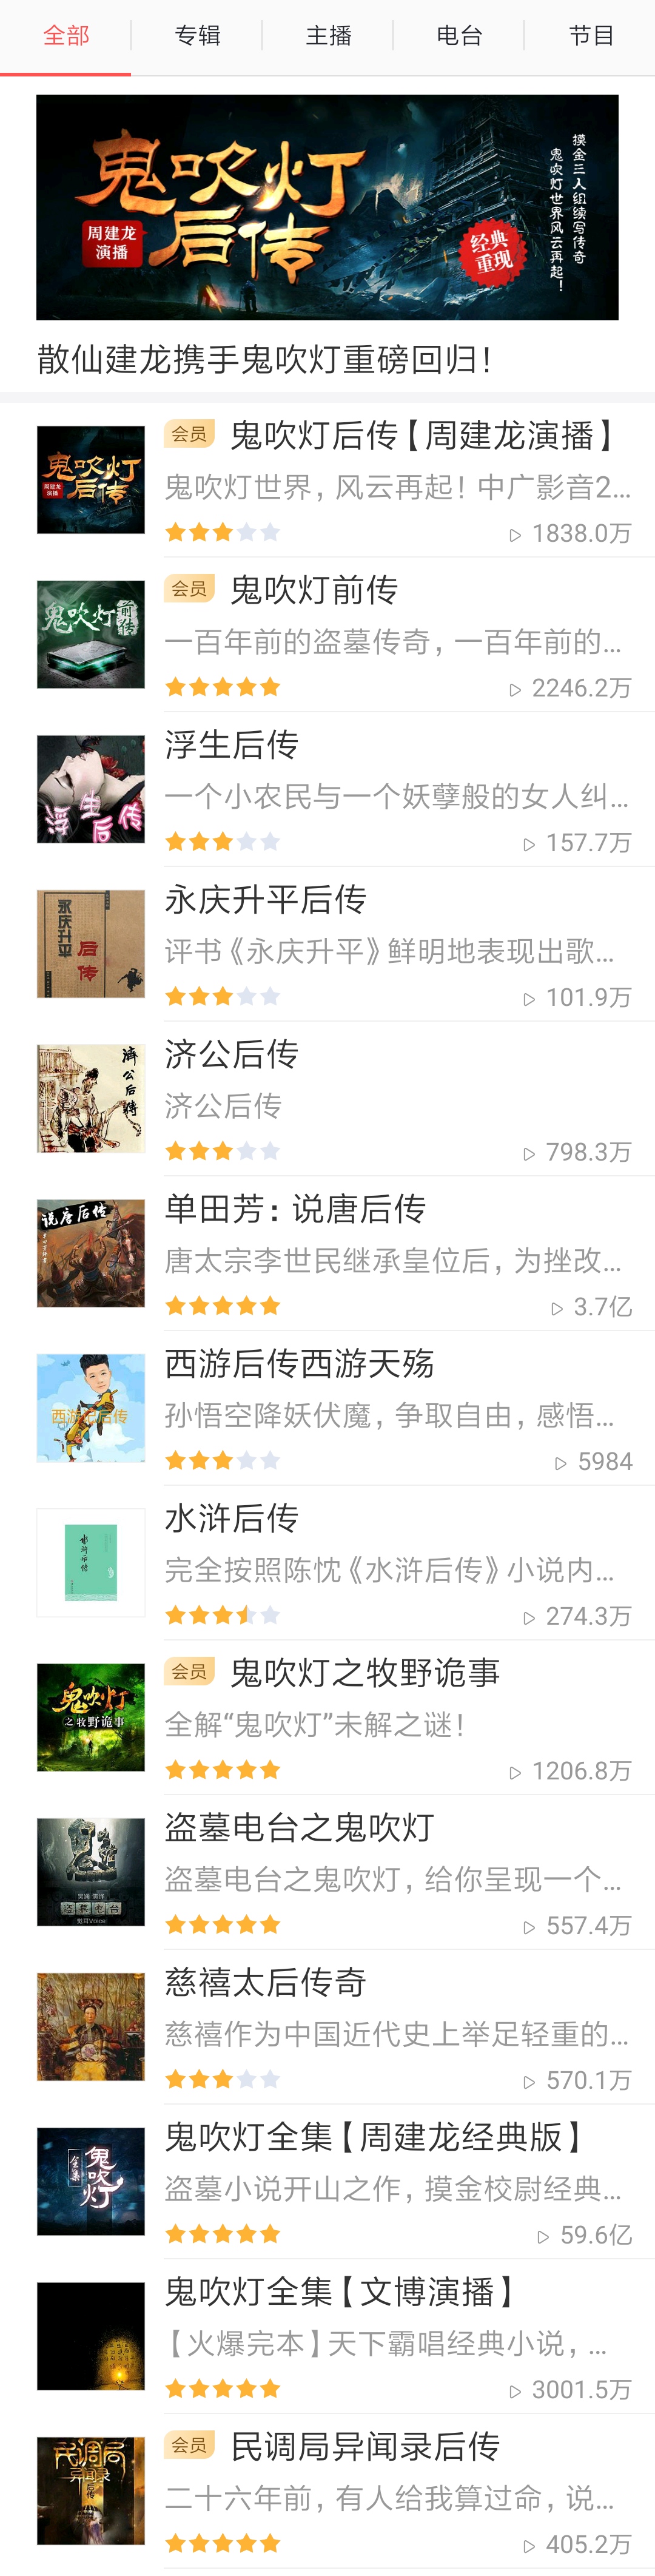 全部
专辑
主播
电台
节目
鬼吹灯
后传
周建龙
演播
经典
重现
摸金三人组续写传奇
鬼吹灯世界风云再起!
散仙建龙携手鬼吹灯重磅回归!
鬼吹灯
后传
周建龙
演播
会员 鬼吹灯后传【周建龙演播】
鬼吹灯世界,风云再起!中广影音2...
1838.0万
鬼吹灯
前传
会员 鬼吹灯前传
一百年前的盗墓传奇,一百年前的...
2246.2万
浮生后传
浮生后传
一个小农民与一个妖孽般的女人纠...
157.7万
永庆升平
后传
永庆升平后传
评书《永庆升平》鲜明地表现出歌...
101.9万
濟公后傳
济公后传
济公后传
798.3万
说唐后传
单田芳:说唐后传
唐太宗李世民继承皇位后,为挫改...
3.7亿
西游记后传
西游后传西游天殇
孙悟空降妖伏魔,争取自由,感悟...
5984
水浒后传
水浒后传
完全按照陈忱《水浒后传》小说内...
274.3万
鬼吹灯
之牧野诡事
会员 鬼吹灯之牧野诡事
全解“鬼吹灯”未解之谜!
1206.8万
盗墓电台
盗墓电台之鬼吹灯
盗墓电台之鬼吹灯,给你呈现一个...
557.4万
慈禧太后传奇
慈禧作为中国近代史上举足轻重的...
570.1万
鬼吹灯
全集
鬼吹灯全集【周建龙经典版】
盗墓小说开山之作,摸金校尉经典...
59.6亿
鬼吹灯全集【文博演播】
【火爆完本】天下霸唱经典小说,...
3001.5万
民调局
异闻录
后传
会员 民调局异闻录后传
二十六年前,有人给我算过命,说...
405.2万